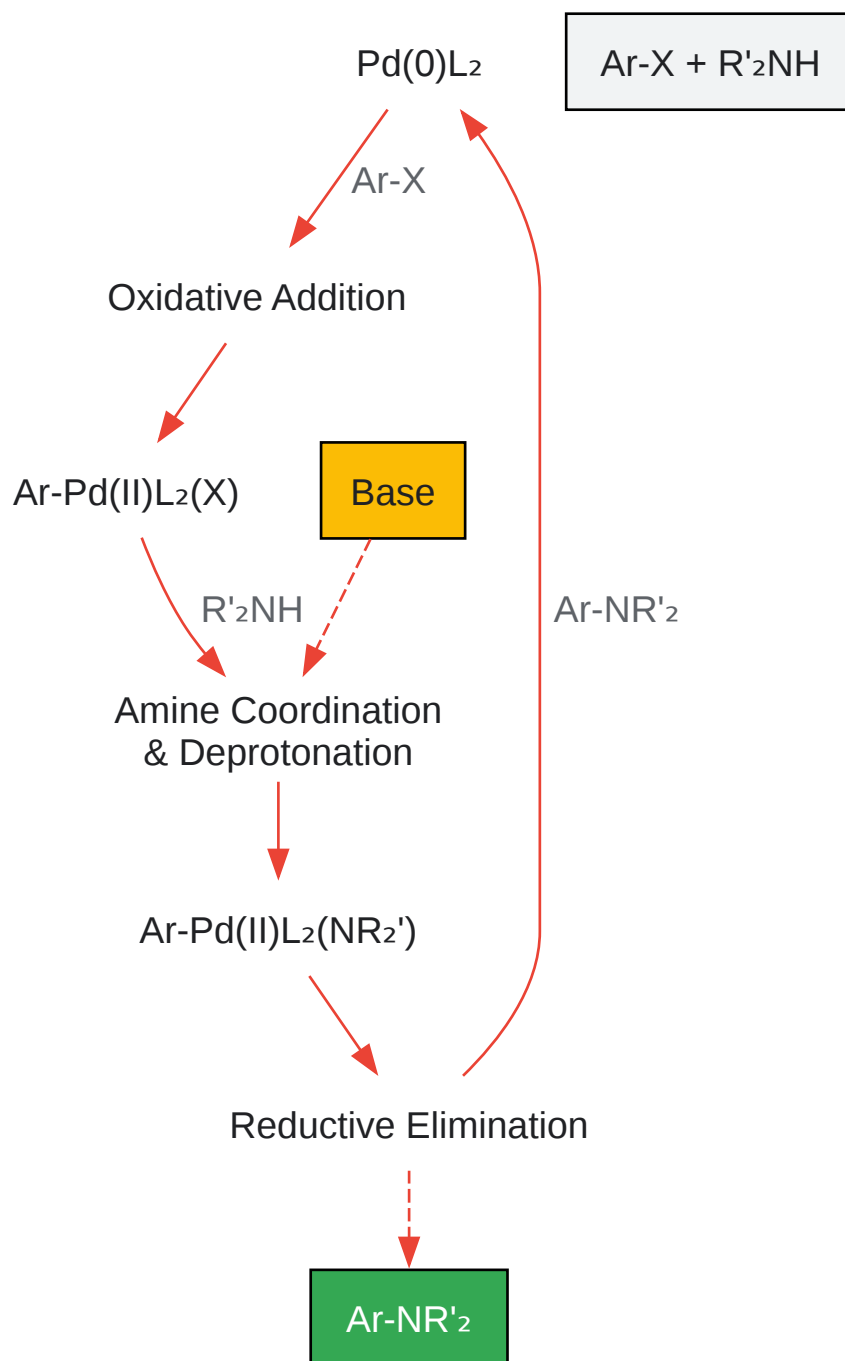 Pd(0)L₂
Ar-X + R'₂NH
Ar-X
Oxidative Addition
Ar-Pd(II)L₂(X)
Base
R'₂NH
Ar-NR'₂
Amine Coordination
& Deprotonation
Ar-Pd(II)L₂(NR₂')
Reductive Elimination
Ar-NR'₂